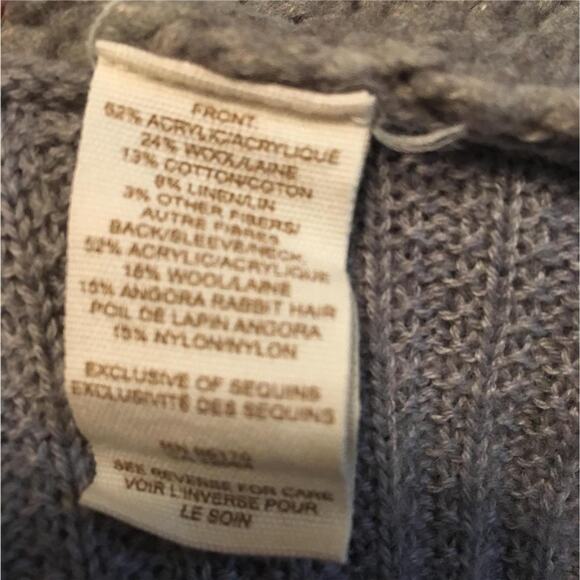 FRONT.
52% ACRYLIC/ACRYLIQUE
24% WOOL/LAINE
13% COTTON/COTON
8% LINEN/LIN
3% OTHER FIBERS/
AUTRE FIBRES
BACK/SLEEVE/NECK.
52% ACRYLIC/ACRYLIQUE
18% WOOL/LAINE
15% ANGORA RABBIT HAIR
POIL DE LAPIN ANGORA
15% NYLON/NYLON
EXCLUSIVE OF SEQUINS
EXCLUSIVITÉ DES SEQUINS
SEE REVERSE FOR CARE
VOIR L'INVERSE POUR
LE SOIN